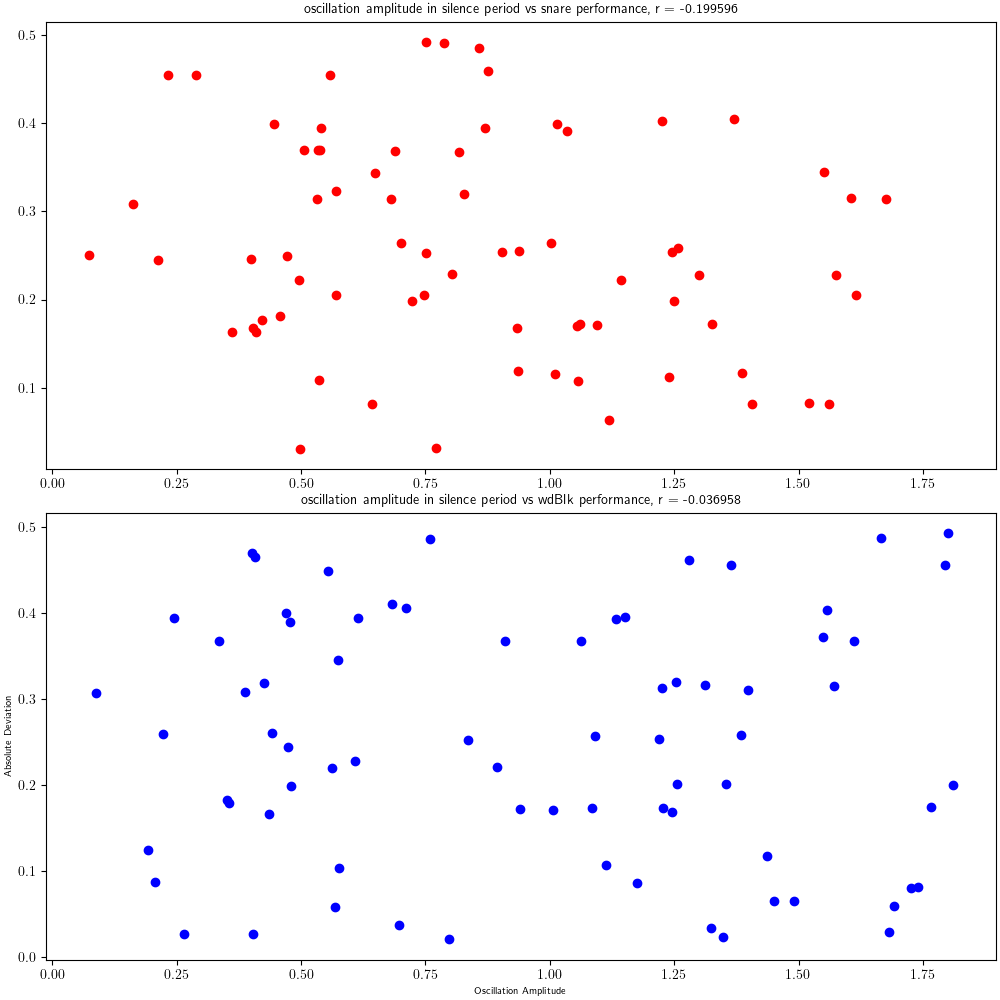 oscillation amplitude in silence period vs snare performance, r = -0.199596
0.5
0.4
0.3
0.2
0.1
0.00 0.25 0.50 0.75 1.00 1.25 1.50 1.75
oscillation amplitude in silence period vs wdBlk performance, r = -0.036958
0.5
0.4
0.3
0.2
0.1
0.0
Absolute Deviation
0.00 0.25 0.50 0.75 1.00 1.25 1.50 1.75
Oscillation Amplitude